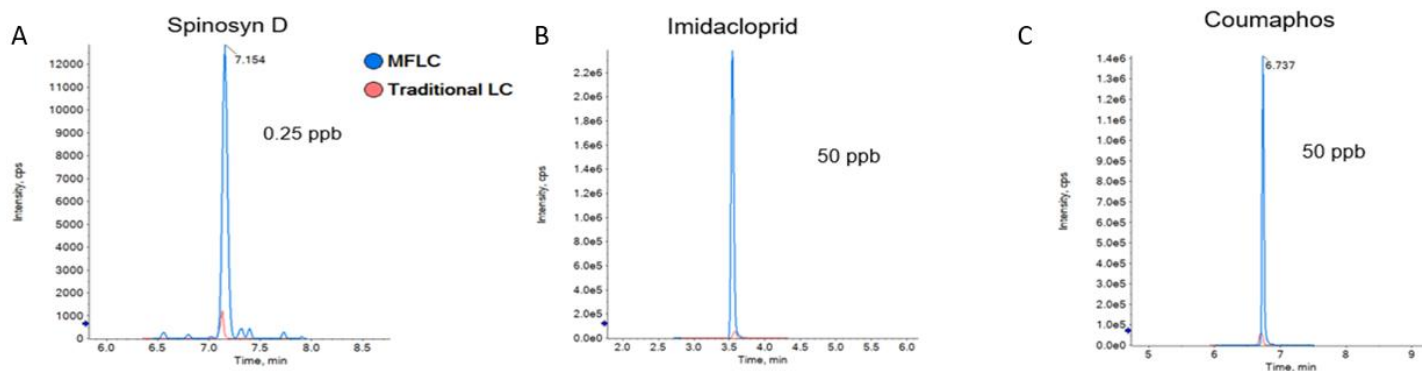 A
Spinosyn D
7.154
MFLC
Traditional LC
0.25 ppb
Intensity, cps
12000
11000
10000
9000
8000
7000
6000
5000
4000
3000
2000
1000
0
6.0 6.5 7.0 7.5 8.0 8.5
Time, min
B
Imidacloprid
50 ppb
Intensity, cps
2.2e6
2.0e6
1.8e6
1.6e6
1.4e6
1.2e6
1.0e6
8.0e5
6.0e5
4.0e5
2.0e5
0.0e0
2.0 2.5 3.0 3.5 4.0 4.5 5.0 5.5 6.0
Time, min
C
Coumaphos
6.737
50 ppb
Intensity, cps
1.4e6
1.3e6
1.2e6
1.1e6
1.0e6
9.0e5
8.0e5
7.0e5
6.0e5
5.0e5
4.0e5
3.0e5
2.0e5
1.0e5
0.0e0
5 6 7 8 9
Time, min